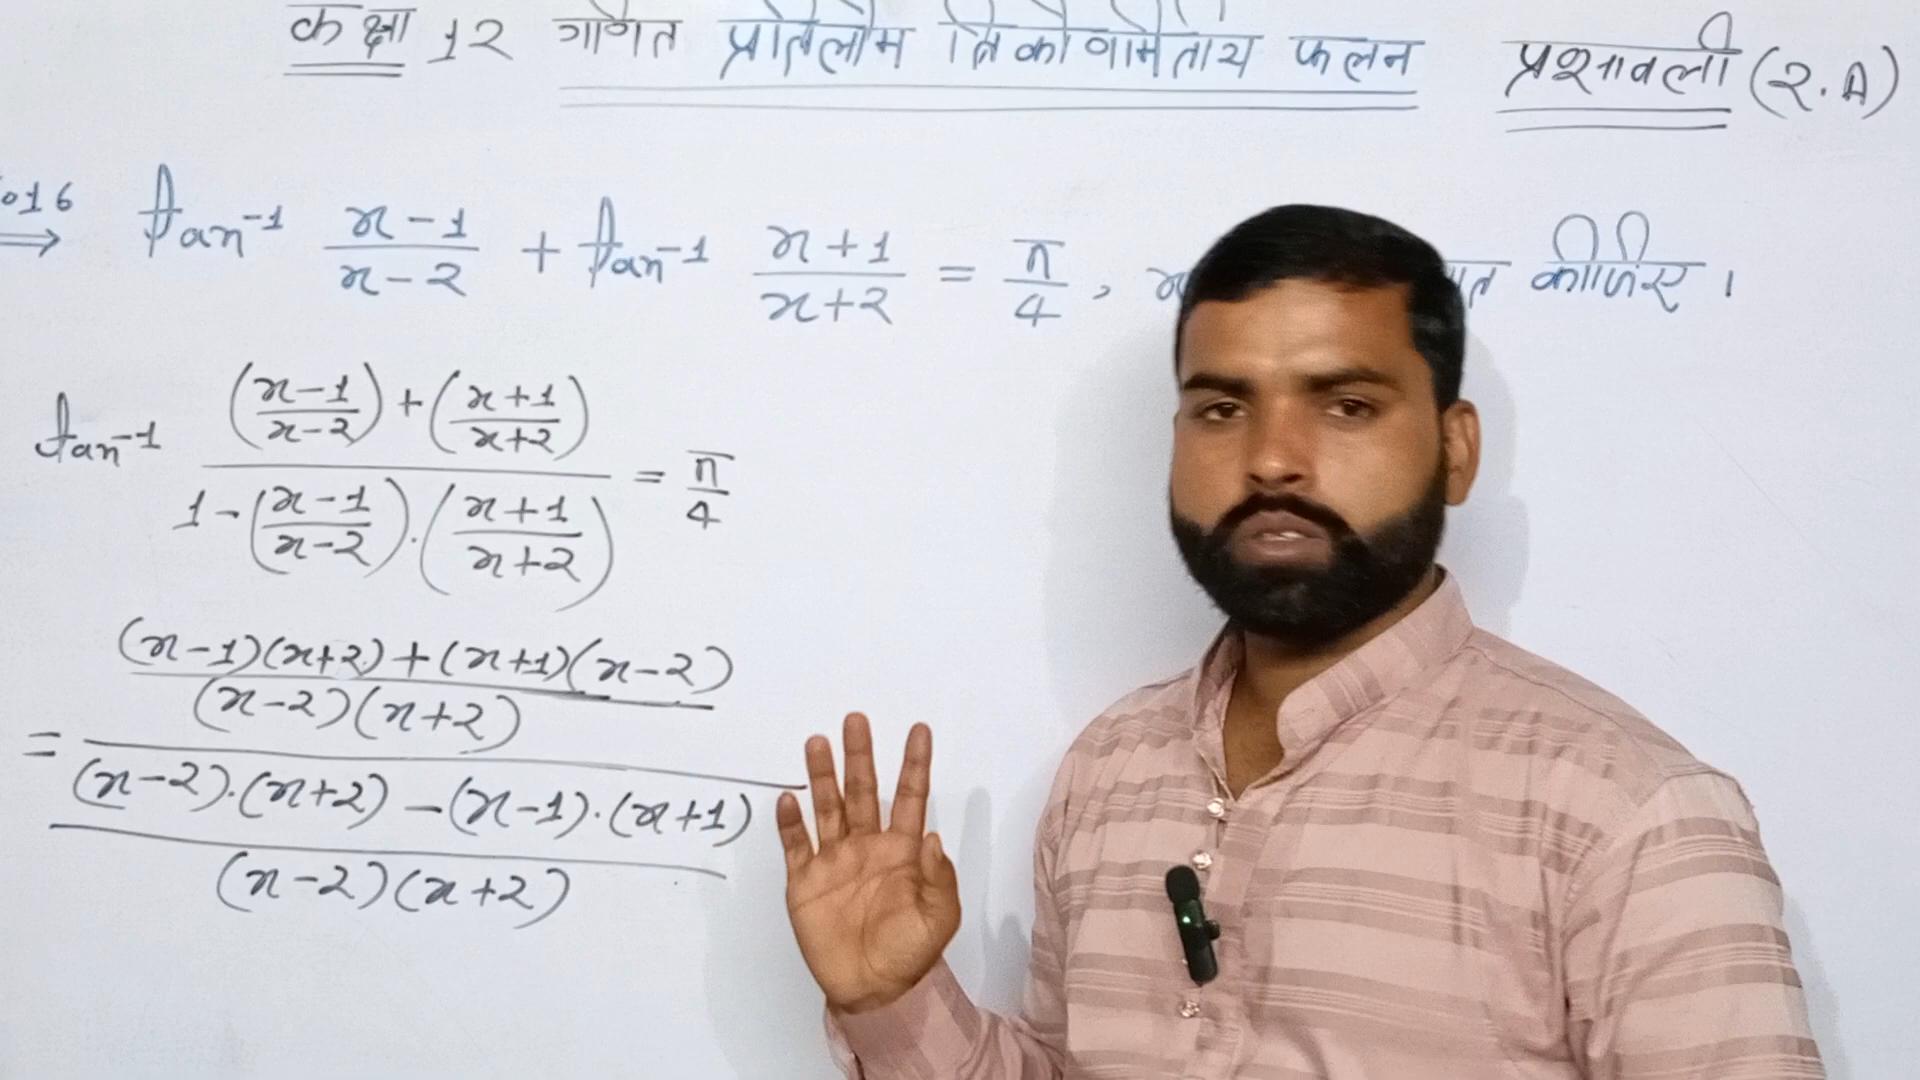 कक्षा 12 गणित प्रतिलोम त्रिकोणमितीय फलन प्रश्नावली (2.A)
016 ⇒ tan⁻¹ (x-1)/(x-2) + tan⁻¹ (x+1)/(x+2) = π/4, कीजिए।
tan⁻¹ [((x-1)/(x-2)) + ((x+1)/(x+2))] / [1-((x-1)/(x-2)).((x+1)/(x+2))] = π/4
(x-1)(x+2)+(x+1)(x-2)
(x-2)(x+2)
=
(x-2).(x+2) -(x-1).(x+1)
(x-2)(x+2)